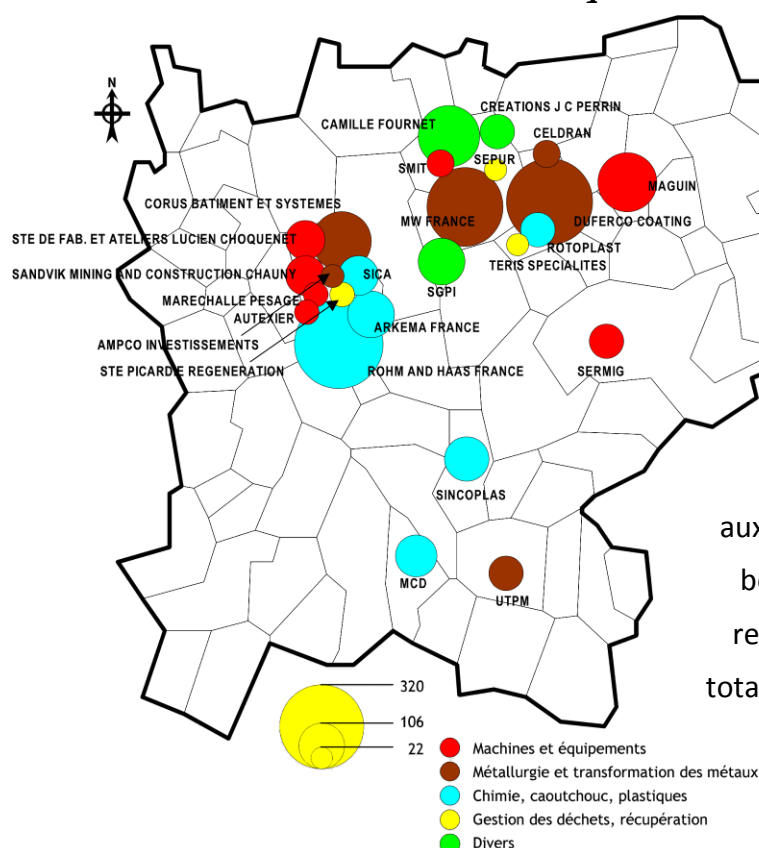 N
CREATIONS J C PERRIN
CAMILLE FOURNET
CELDRAN
SEPUR
SMIT
MAGUIN
CORUS BATIMENT ET SYSTEMES
MW FRANCE
DUFERCO COATING
STE DE FAB. ET ATELIERS LUCIEN CHOQUENET
ROTOPLAST
TERIS SPECIALITES
SANDVIK MINING AND CONSTRUCTION CHAUNY
SICA
SGPI
MARECHALLE PESAGE
AUTEXIER
ARKEMA FRANCE
AMPCO INVESTISSEMENTS
STE PICARDIE REGENERATION
ROHM AND HAAS FRANCE
SERMIG
SINCOPLAS
aux
MCD
UTPM
re
tota
320
106
22
Machines et équipements
Métallurgie et transformation des métaux
Chimie, caoutchouc, plastiques
Gestion des déchets, récupération
Divers